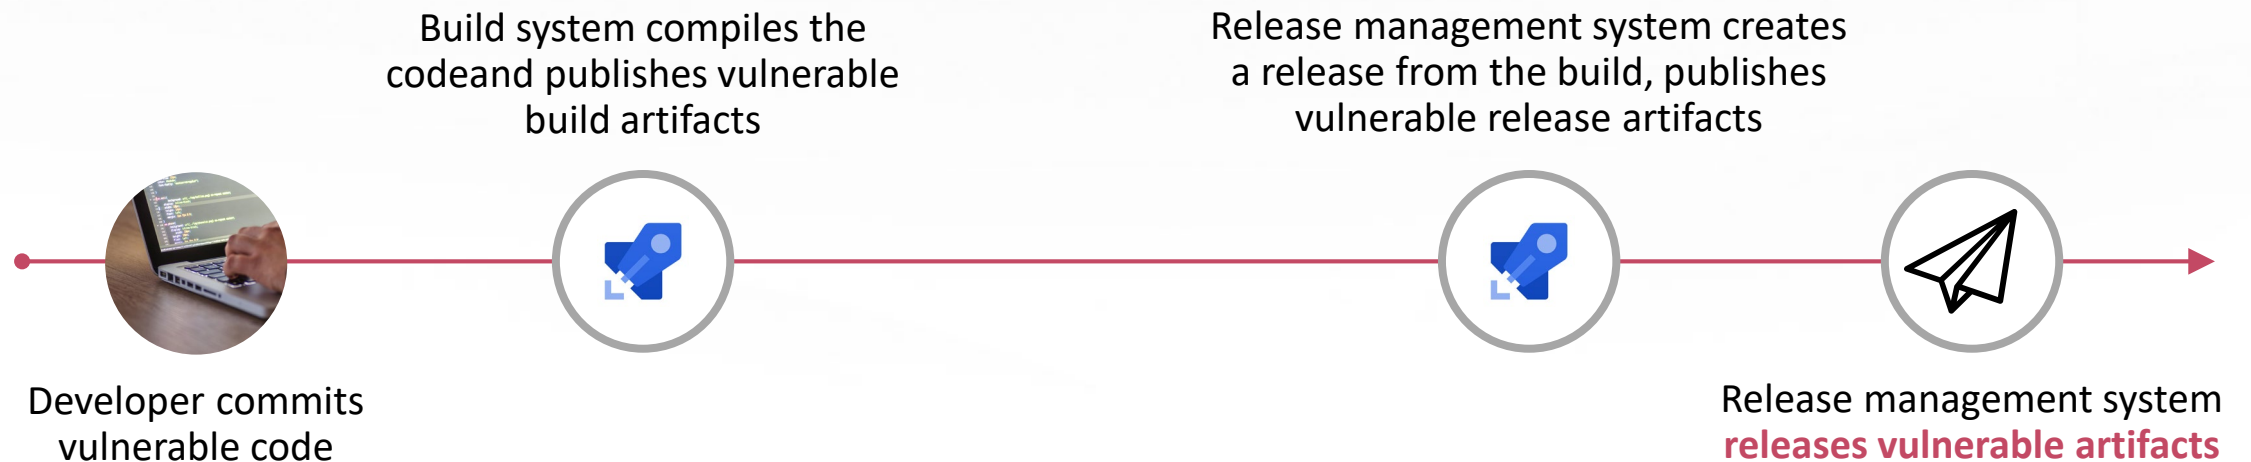 Build system compiles the
codeand publishes vulnerable
build artifacts
Release management system creates
a release from the build, publishes
vulnerable release artifacts
Developer commits
vulnerable code
Release management system
releases vulnerable artifacts